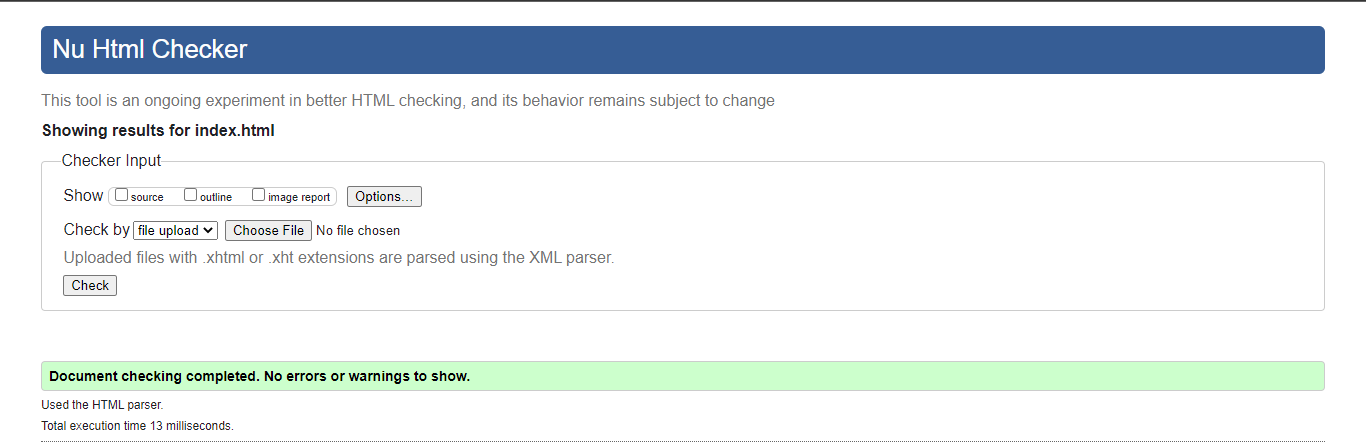 Nu Html Checker
This tool is an ongoing experiment in better HTML checking, and its behavior remains subject to change
Showing results for index.html
Checker Input
Show source outline image report Options...
Check by file upload Choose File No file chosen
Uploaded files with .xhtml or .xht extensions are parsed using the XML parser.
Check
Document checking completed. No errors or warnings to show.
Used the HTML parser.
Total execution time 13 milliseconds.